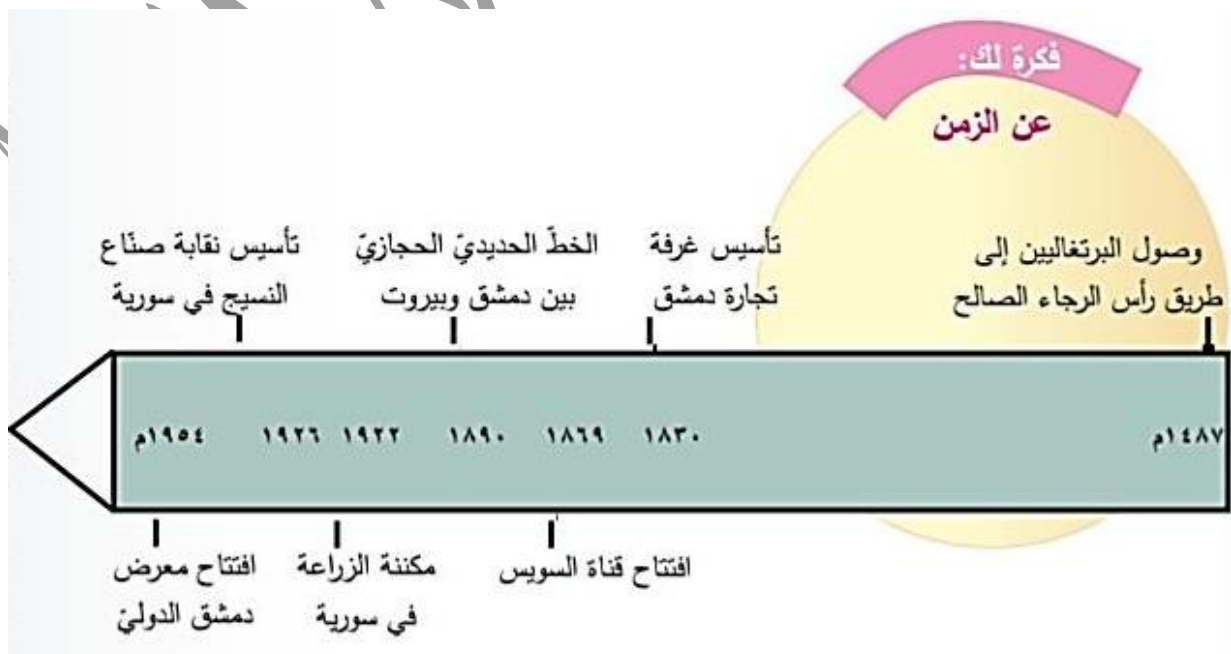 فكرة لك:
عن الزمن
وصول البرتغاليين إلى
طريق رأس الرجاء الصالح
تأسيس غرفة
تجارة دمشق
الخطّ الحديديّ الحجازيّ
بين دمشق وبيروت
تأسيس نقابة صنّاع
النسيج في سورية
١٤٨٧م ١٨٣٠ ١٨٦٩ ١٨٩٠ ١٩٢٢ ١٩٢٦ ١٩٥٤م
افتتاح قناة السويس
مكننة الزراعة
في سورية
افتتاح معرض
دمشق الدوليّ